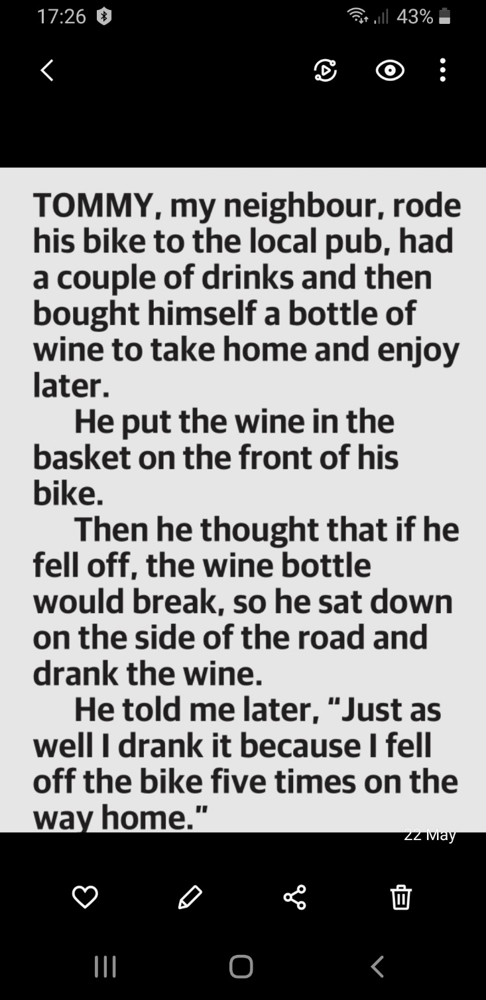 17:26
43%
TOMMY, my neighbour, rode
his bike to the local pub, had
a couple of drinks and then
bought himself a bottle of
wine to take home and enjoy
later.
He put the wine in the
basket on the front of his
bike.
Then he thought that if he
fell off, the wine bottle
would break, so he sat down
on the side of the road and
drank the wine.
He told me later, “Just as
well I drank it because I fell
off the bike five times on the
way home.”
22 May